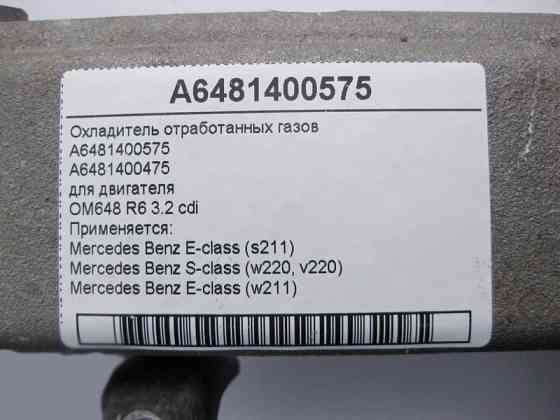 A6481400575
Охладитель отработанных газов
A6481400575
A6481400475
для двигателя
OM648 R6 3.2 cdi
Применяется:
Mercedes Benz E-class (s211)
Mercedes Benz S-class (w220, v220)
Mercedes Benz E-class (w211)